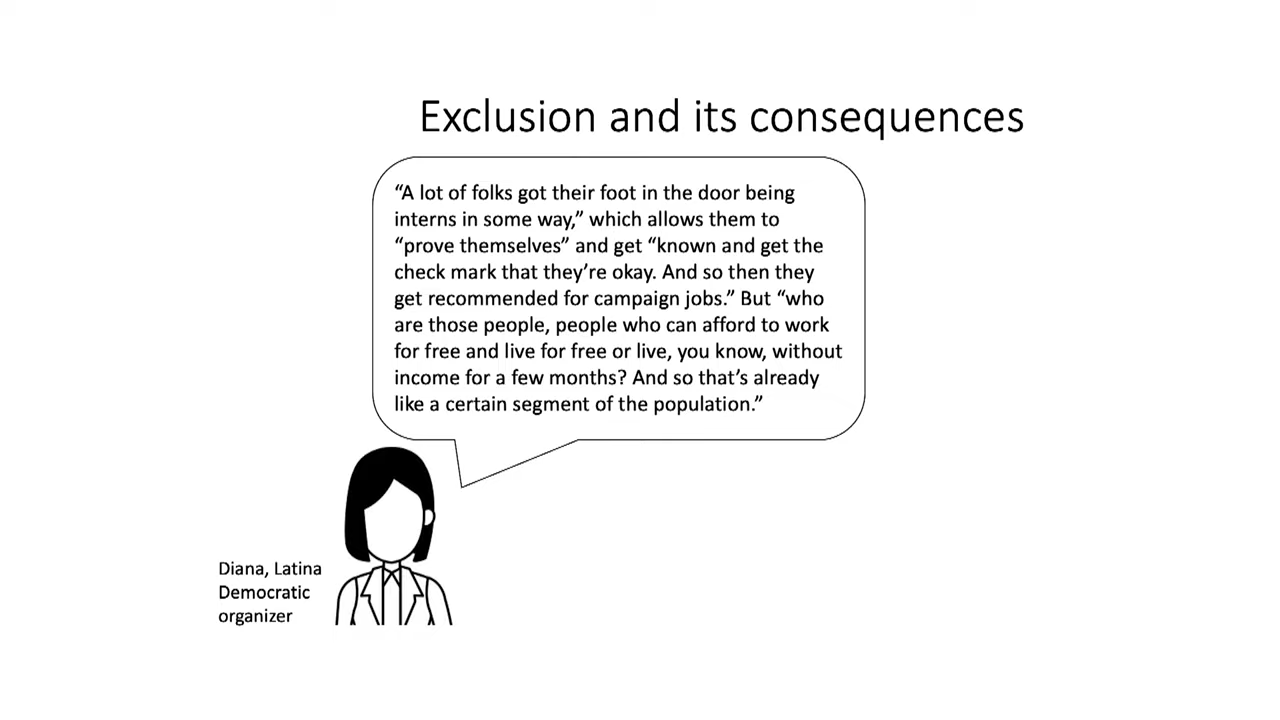 Exclusion and its consequences
“A lot of folks got their foot in the door being
interns in some way,” which allows them to
“prove themselves” and get “known and get the
check mark that they’re okay. And so then they
get recommended for campaign jobs.” But “who
are those people, people who can afford to work
for free and live for free or live, you know, without
income for a few months? And so that’s already
like a certain segment of the population.”
Diana, Latina
Democratic
organizer